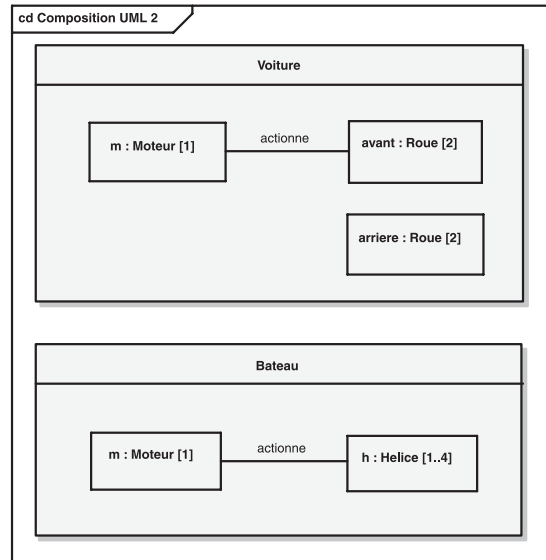 cd Composition UML 2
Voiture
m : Moteur [1]
actionne
avant : Roue [2]
arriere : Roue [2]
Bateau
m : Moteur [1]
actionne
h : Helice [1..4]